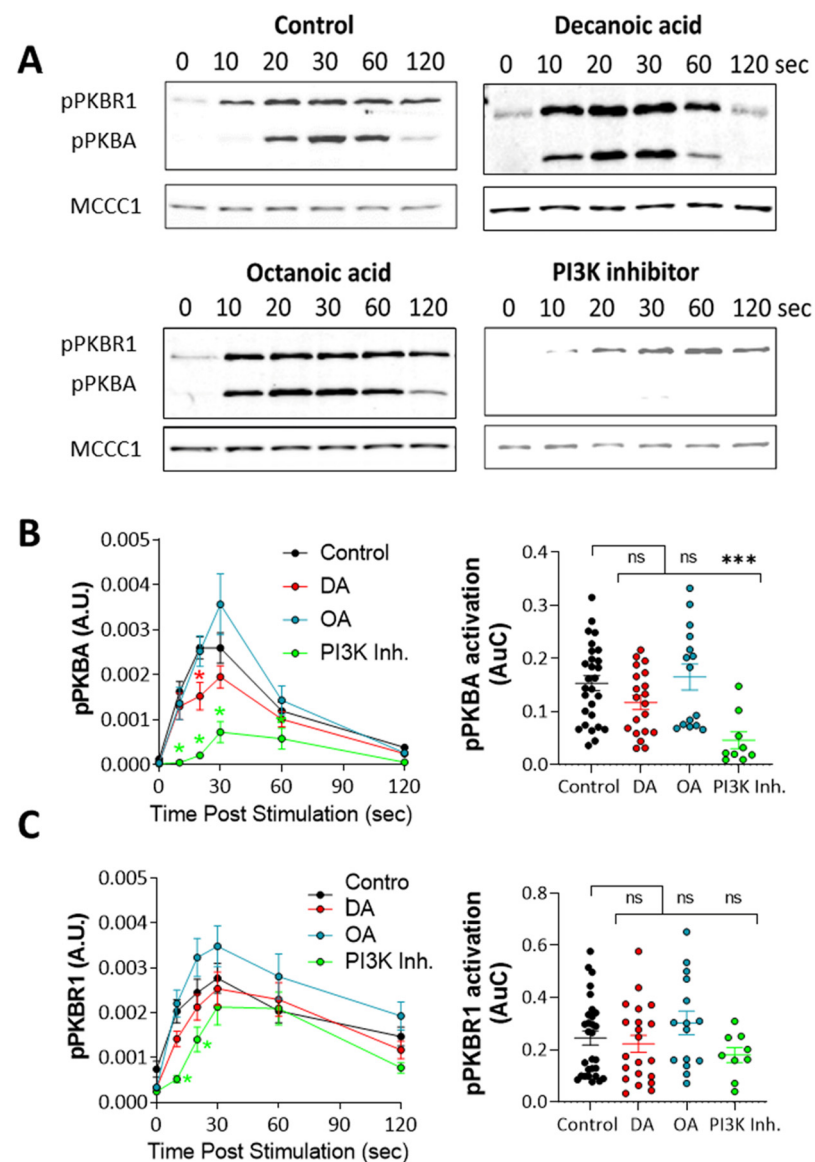 A
Control
0 10 20 30 60 120
pPKBR1
pPKBA
MCCC1
Decanoic acid
0 10 20 30 60 120 sec
Octanoic acid
0 10 20 30 60 120
pPKBR1
pPKBA
MCCC1
PI3K inhibitor
0 10 20 30 60 120 sec
B
pPKBA (A.U.)
0.005
0.004
0.003
0.002
0.001
0.000
Control
DA
OA
PI3K Inh.
*
* * *
0 30 60 90 120
Time Post Stimulation (sec)
pPKBA activation
(AuC)
0.4
0.3
0.2
0.1
0.0
ns ns ***
Control DA OA PI3K Inh.
C
pPKBR1 (A.U.)
0.005
0.004
0.003
0.002
0.001
0.000
Contro
DA
OA
PI3K Inh.
* *
0 30 60 90 120
Time Post Stimulation (sec)
pPKBR1 activation
(AuC)
0.8
0.6
0.4
0.2
0.0
ns ns ns
Control DA OA PI3K Inh.